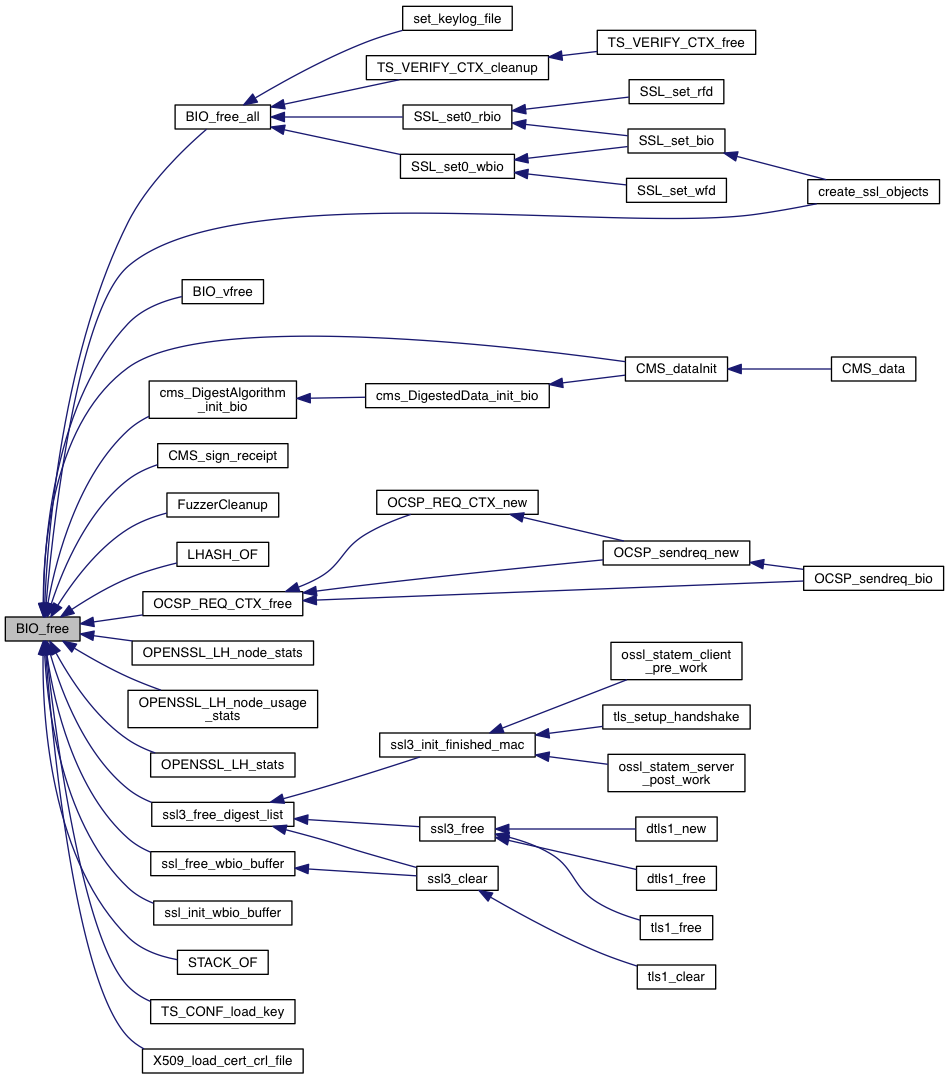 set_keylog_file
TS_VERIFY_CTX_free
TS_VERIFY_CTX_cleanup
SSL_set_rfd
BIO_free_all
SSL_set0_rbio
SSL_set_bio
SSL_set0_wbio
SSL_set_wfd
create_ssl_objects
BIO_vfree
CMS_dataInit
CMS_data
cms_DigestAlgorithm
_init_bio
cms_DigestedData_init_bio
CMS_sign_receipt
FuzzerCleanup
OCSP_REQ_CTX_new
LHASH_OF
OCSP_sendreq_new
OCSP_sendreq_bio
OCSP_REQ_CTX_free
BIO_free
OPENSSL_LH_node_stats
ossl_statem_client
_pre_work
OPENSSL_LH_node_usage
_stats
tls_setup_handshake
ssl3_init_finished_mac
OPENSSL_LH_stats
ossl_statem_server
_post_work
ssl3_free_digest_list
ssl3_free
dtls1_new
ssl_free_wbio_buffer
ssl3_clear
dtls1_free
ssl_init_wbio_buffer
tls1_free
STACK_OF
tls1_clear
TS_CONF_load_key
X509_load_cert_crl_file